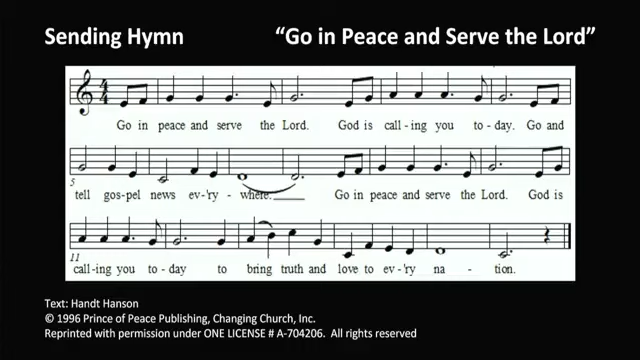 Sending Hymn “Go in Peace and Serve the Lord”
Go in peace and serve the Lord. God is call-ing you to-day. Go and
5
tell gos-pel news ev-'ry-where.
Go in peace and serve the Lord. God is
11
call-ing you to-day to bring truth and love to ev-'ry na-tion.
Text: Handt Hanson
© 1996 Prince of Peace Publishing, Changing Church, Inc.
Reprinted with permission under ONE LICENSE # A-704206. All rights reserved